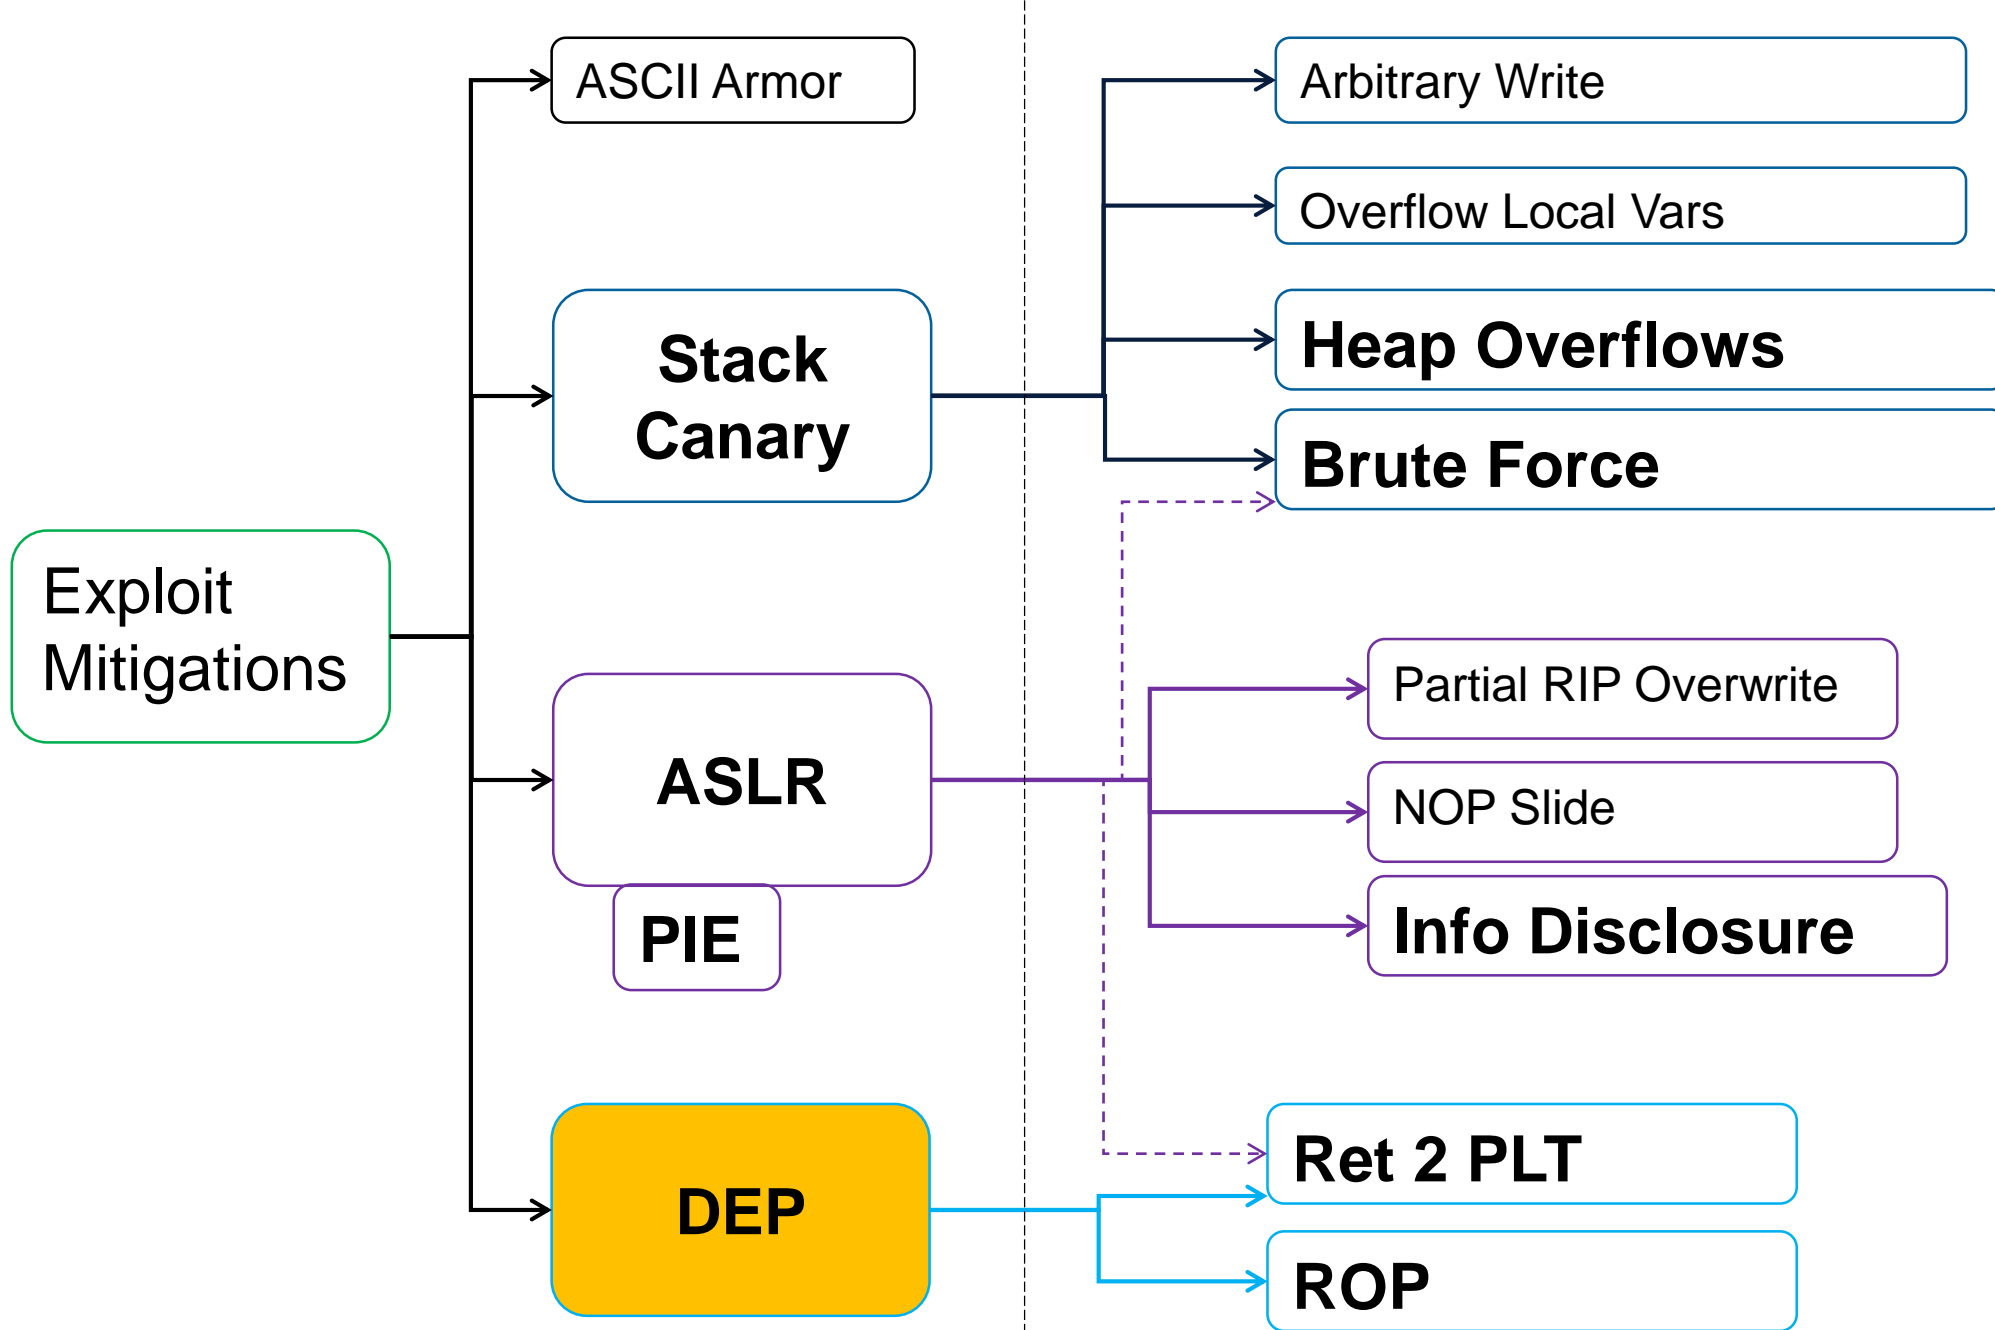 ASCII Armor
Arbitrary Write
Overflow Local Vars
Stack
Canary
Heap Overflows
Brute Force
Exploit
Mitigations
ASLR
PIE
Partial RIP Overwrite
NOP Slide
Info Disclosure
DEP
Ret 2 PLT
ROP